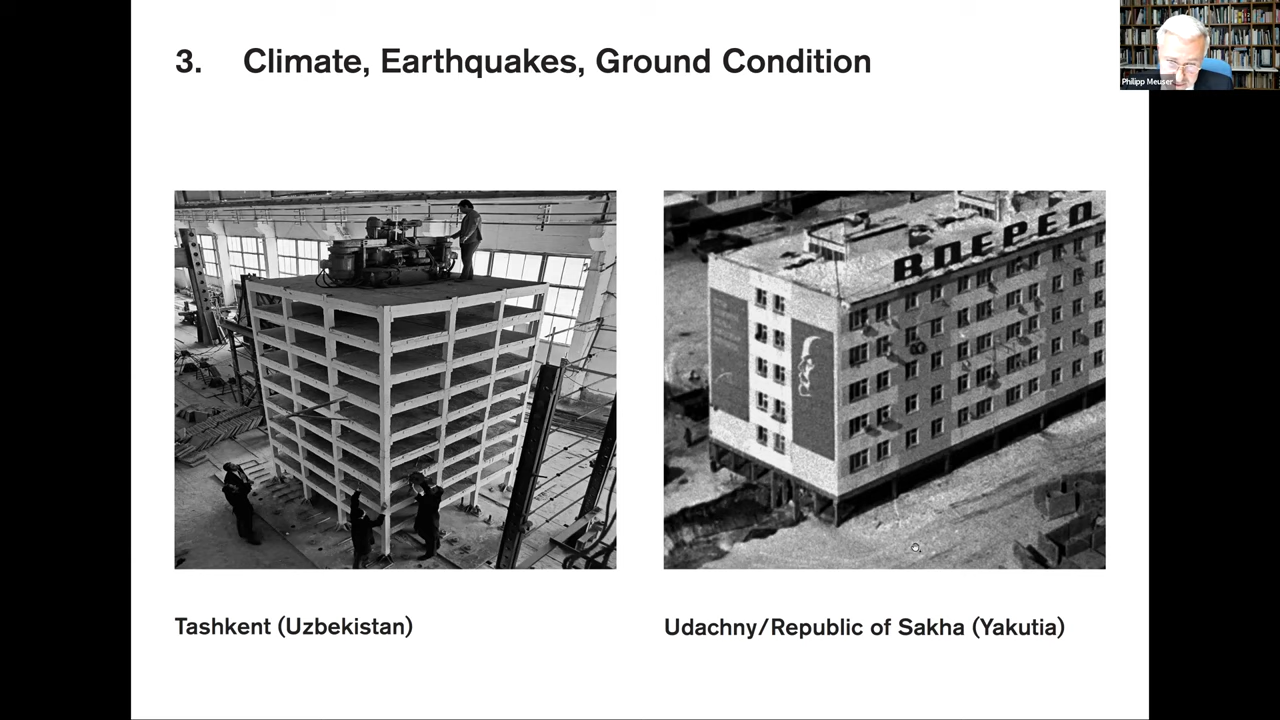 3. Climate, Earthquakes, Ground Condition
Philipp Meuser
ВПЕРЕД
Tashkent (Uzbekistan)
Udachny/Republic of Sakha (Yakutia)